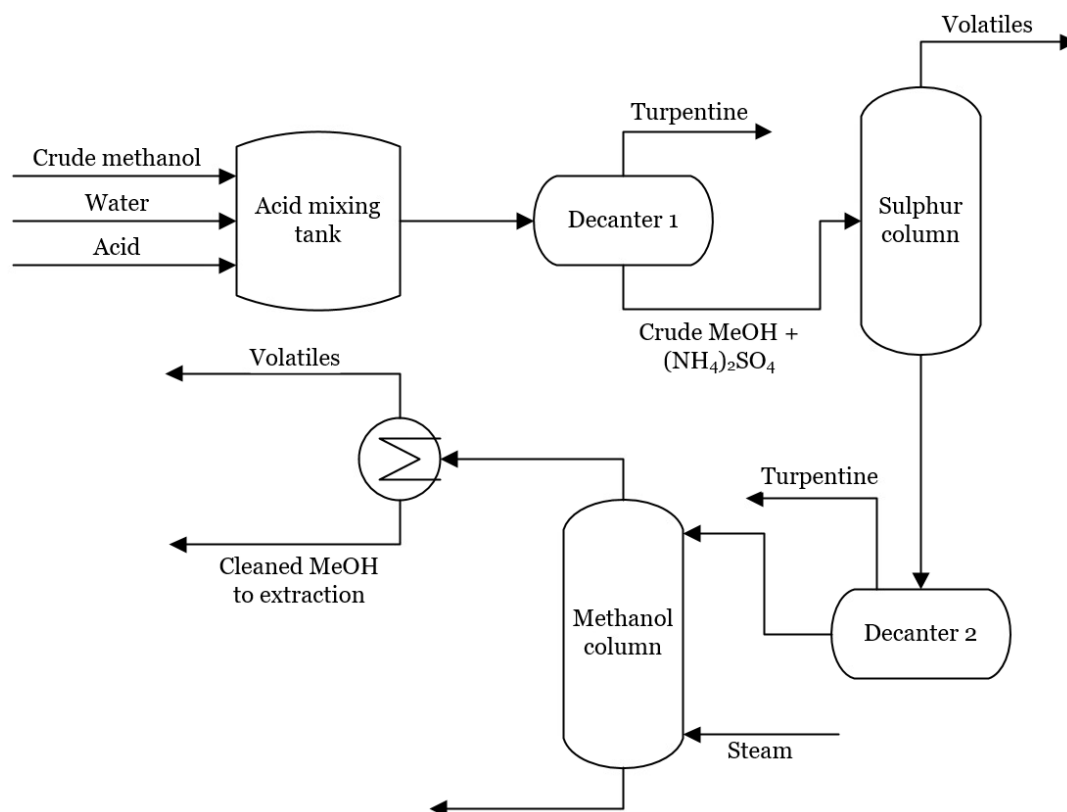 Volatiles
Turpentine
Crude methanol
Water
Acid
Acid mixing
tank
Decanter 1
Sulphur
column
Crude MeOH +
(NH₄)₂SO₄
Volatiles
Turpentine
Cleaned MeOH
to extraction
Methanol
column
Decanter 2
Steam